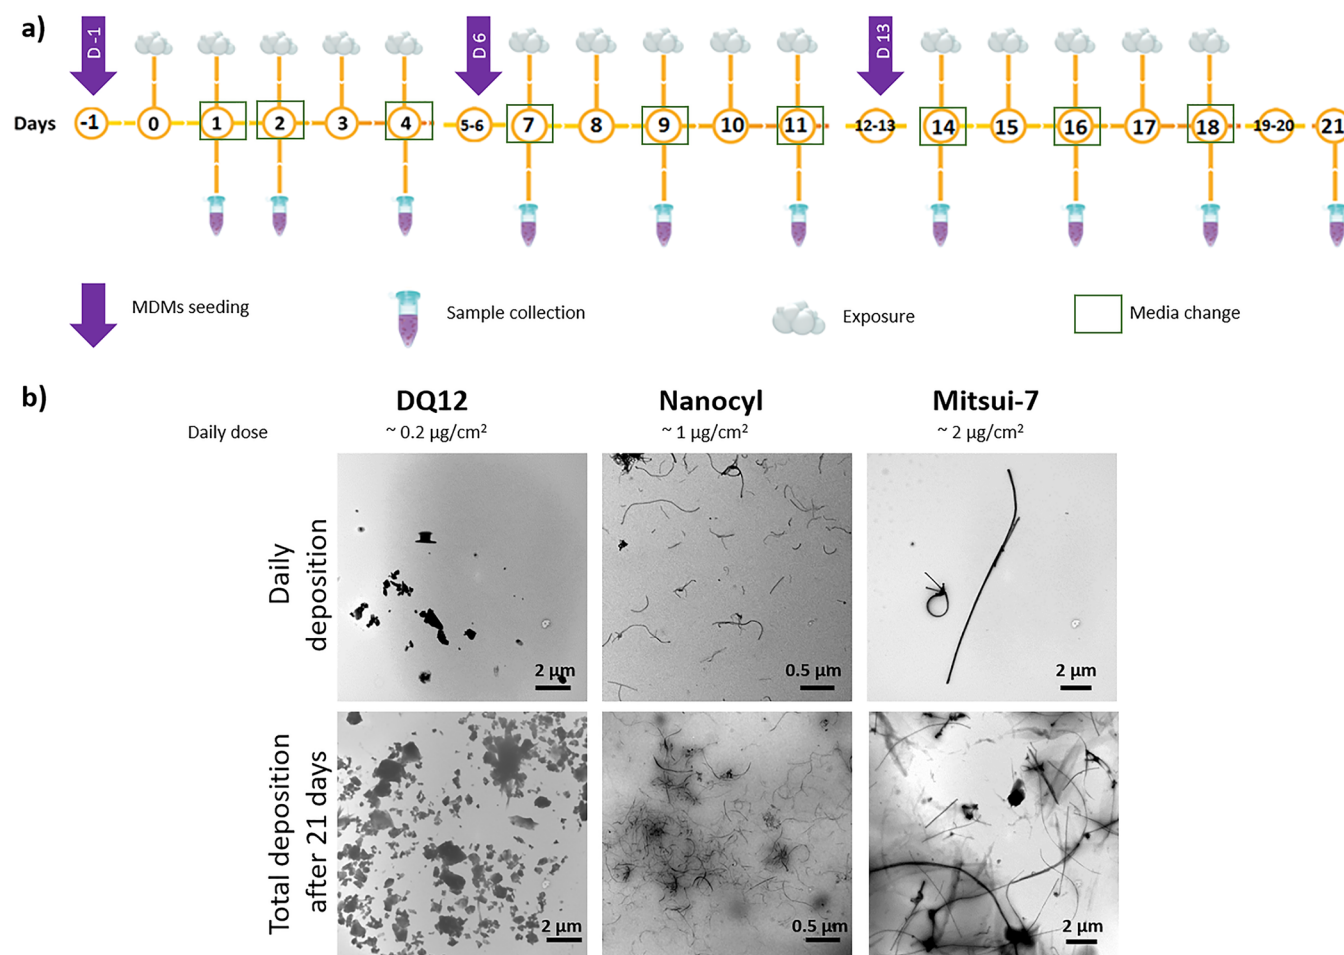 a)
D -1
D 6
D 13
Days
-1 0 1 2 3 4 5-6 7 8 9 10 11 12-13 14 15 16 17 18 19-20 21
MDMs seeding
Sample collection
Exposure
Media change
b)
DQ12 Nanocyl Mitsui-7
Daily dose ~ 0.2 µg/cm² ~ 1 µg/cm² ~ 2 µg/cm²
Daily
deposition
2 µm 0.5 µm 2 µm
Total deposition
after 21 days
2 µm 0.5 µm 2 µm